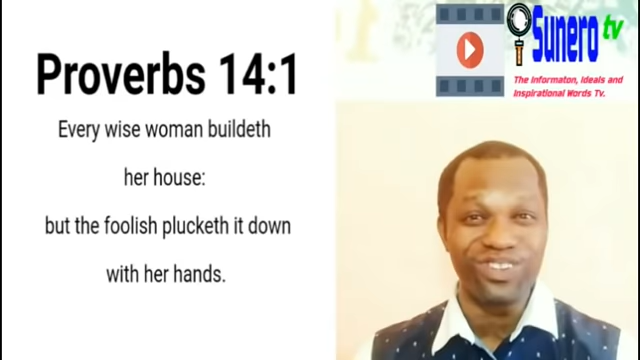 Proverbs 14:1
Every wise woman buildeth
her house:
but the foolish plucketh it down
with her hands.
Sunero tv
The Informaton, Ideals and
Inspirational Words Tv.